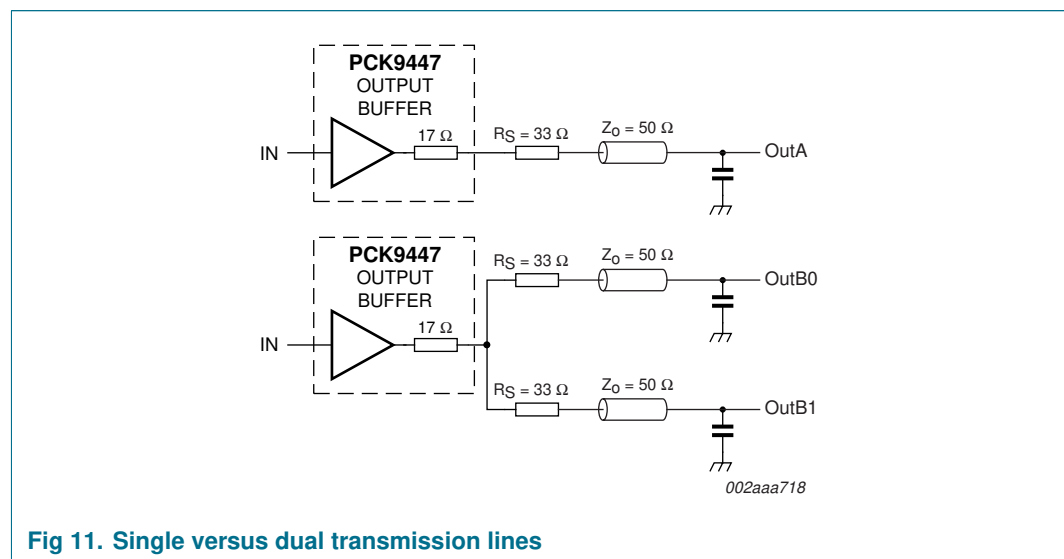 PCK9447
OUTPUT
BUFFER
IN
17 Ω
RS = 33 Ω
Zo = 50 Ω
OutA
PCK9447
OUTPUT
BUFFER
IN
17 Ω
RS = 33 Ω
Zo = 50 Ω
OutB0
RS = 33 Ω
Zo = 50 Ω
OutB1
002aaa718
Fig 11. Single versus dual transmission lines